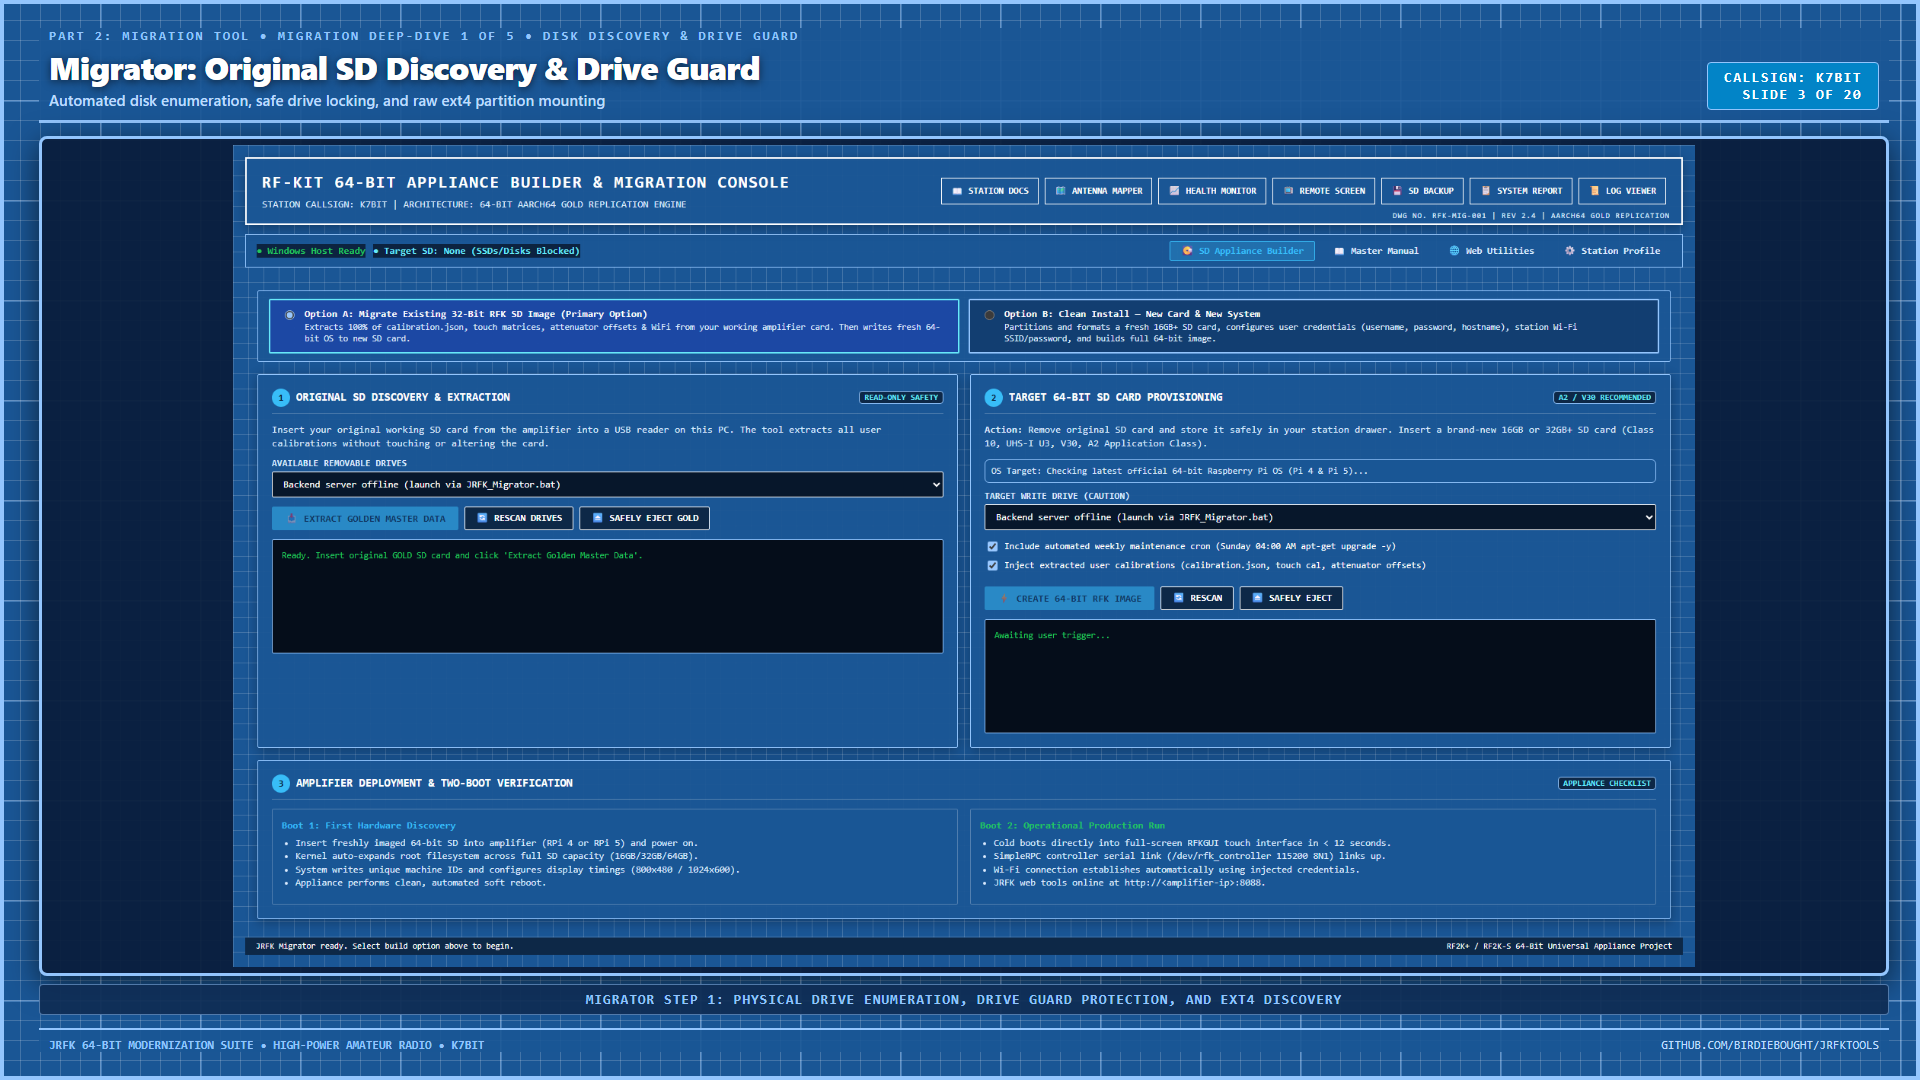 PART 2: MIGRATION TOOL • MIGRATION DEEP-DIVE 1 OF 5 • DISK DISCOVERY & DRIVE GUARD
Migrator: Original SD Discovery & Drive Guard
Automated disk enumeration, safe drive locking, and raw ext4 partition mounting
CALLSIGN: K7BIT
SLIDE 3 OF 20
RF-KIT 64-BIT APPLIANCE BUILDER & MIGRATION CONSOLE
STATION CALLSIGN: K7BIT | ARCHITECTURE: 64-BIT AARCH64 GOLD REPLICATION ENGINE
STATION DOCS
ANTENNA MAPPER
HEALTH MONITOR
REMOTE SCREEN
SD BACKUP
SYSTEM REPORT
LOG VIEWER
DWG NO. RFK-MIG-001 | REV 2.4 | AARCH64 GOLD REPLICATION
● Windows Host Ready
● Target SD: None (SSDs/Disks Blocked)
SD Appliance Builder
Master Manual
Web Utilities
Station Profile
Option A: Migrate Existing 32-Bit RFK SD Image (Primary Option)
Extracts 100% of calibration.json, touch matrices, attenuator offsets & WiFi from your working amplifier card. Then writes fresh 64-
bit OS to new SD card.
Option B: Clean Install — New Card & New System
Partitions and formats a fresh 16GB+ SD card, configures user credentials (username, password, hostname), station Wi-Fi
SSID/password, and builds full 64-bit image.
1 ORIGINAL SD DISCOVERY & EXTRACTION
READ-ONLY SAFETY
Insert your original working SD card from the amplifier into a USB reader on this PC. The tool extracts all user
calibrations without touching or altering the card.
AVAILABLE REMOVABLE DRIVES
Backend server offline (launch via JRFK_Migrator.bat)
EXTRACT GOLDEN MASTER DATA
RESCAN DRIVES
SAFELY EJECT GOLD
Ready. Insert original GOLD SD card and click 'Extract Golden Master Data'.
2 TARGET 64-BIT SD CARD PROVISIONING
A2 / V30 RECOMMENDED
Action: Remove original SD card and store it safely in your station drawer. Insert a brand-new 16GB or 32GB+ SD card (Class
10, UHS-I U3, V30, A2 Application Class).
OS Target: Checking latest official 64-bit Raspberry Pi OS (Pi 4 & Pi 5)...
TARGET WRITE DRIVE (CAUTION)
Backend server offline (launch via JRFK_Migrator.bat)
Include automated weekly maintenance cron (Sunday 04:00 AM apt-get upgrade -y)
Inject extracted user calibrations (calibration.json, touch cal, attenuator offsets)
CREATE 64-BIT RFK IMAGE
RESCAN
SAFELY EJECT
Awaiting user trigger...
3 AMPLIFIER DEPLOYMENT & TWO-BOOT VERIFICATION
APPLIANCE CHECKLIST
Boot 1: First Hardware Discovery
• Insert freshly imaged 64-bit SD into amplifier (RPi 4 or RPi 5) and power on.
• Kernel auto-expands root filesystem across full SD capacity (16GB/32GB/64GB).
• System writes unique machine IDs and configures display timings (800x480 / 1024x600).
• Appliance performs clean, automated soft reboot.
Boot 2: Operational Production Run
• Cold boots directly into full-screen RFKGUI touch interface in < 12 seconds.
• SimpleRPC controller serial link (/dev/rfk_controller 115200 8N1) links up.
• Wi-Fi connection establishes automatically using injected credentials.
• JRFK web tools online at http://<amplifier-ip>:8088.
JRFK Migrator ready. Select build option above to begin.
RF2K+ / RF2K-S 64-Bit Universal Appliance Project
MIGRATOR STEP 1: PHYSICAL DRIVE ENUMERATION, DRIVE GUARD PROTECTION, AND EXT4 DISCOVERY
JRFK 64-BIT MODERNIZATION SUITE • HIGH-POWER AMATEUR RADIO • K7BIT
GITHUB.COM/BIRDIEBOUGHT/JRFKTOOLS